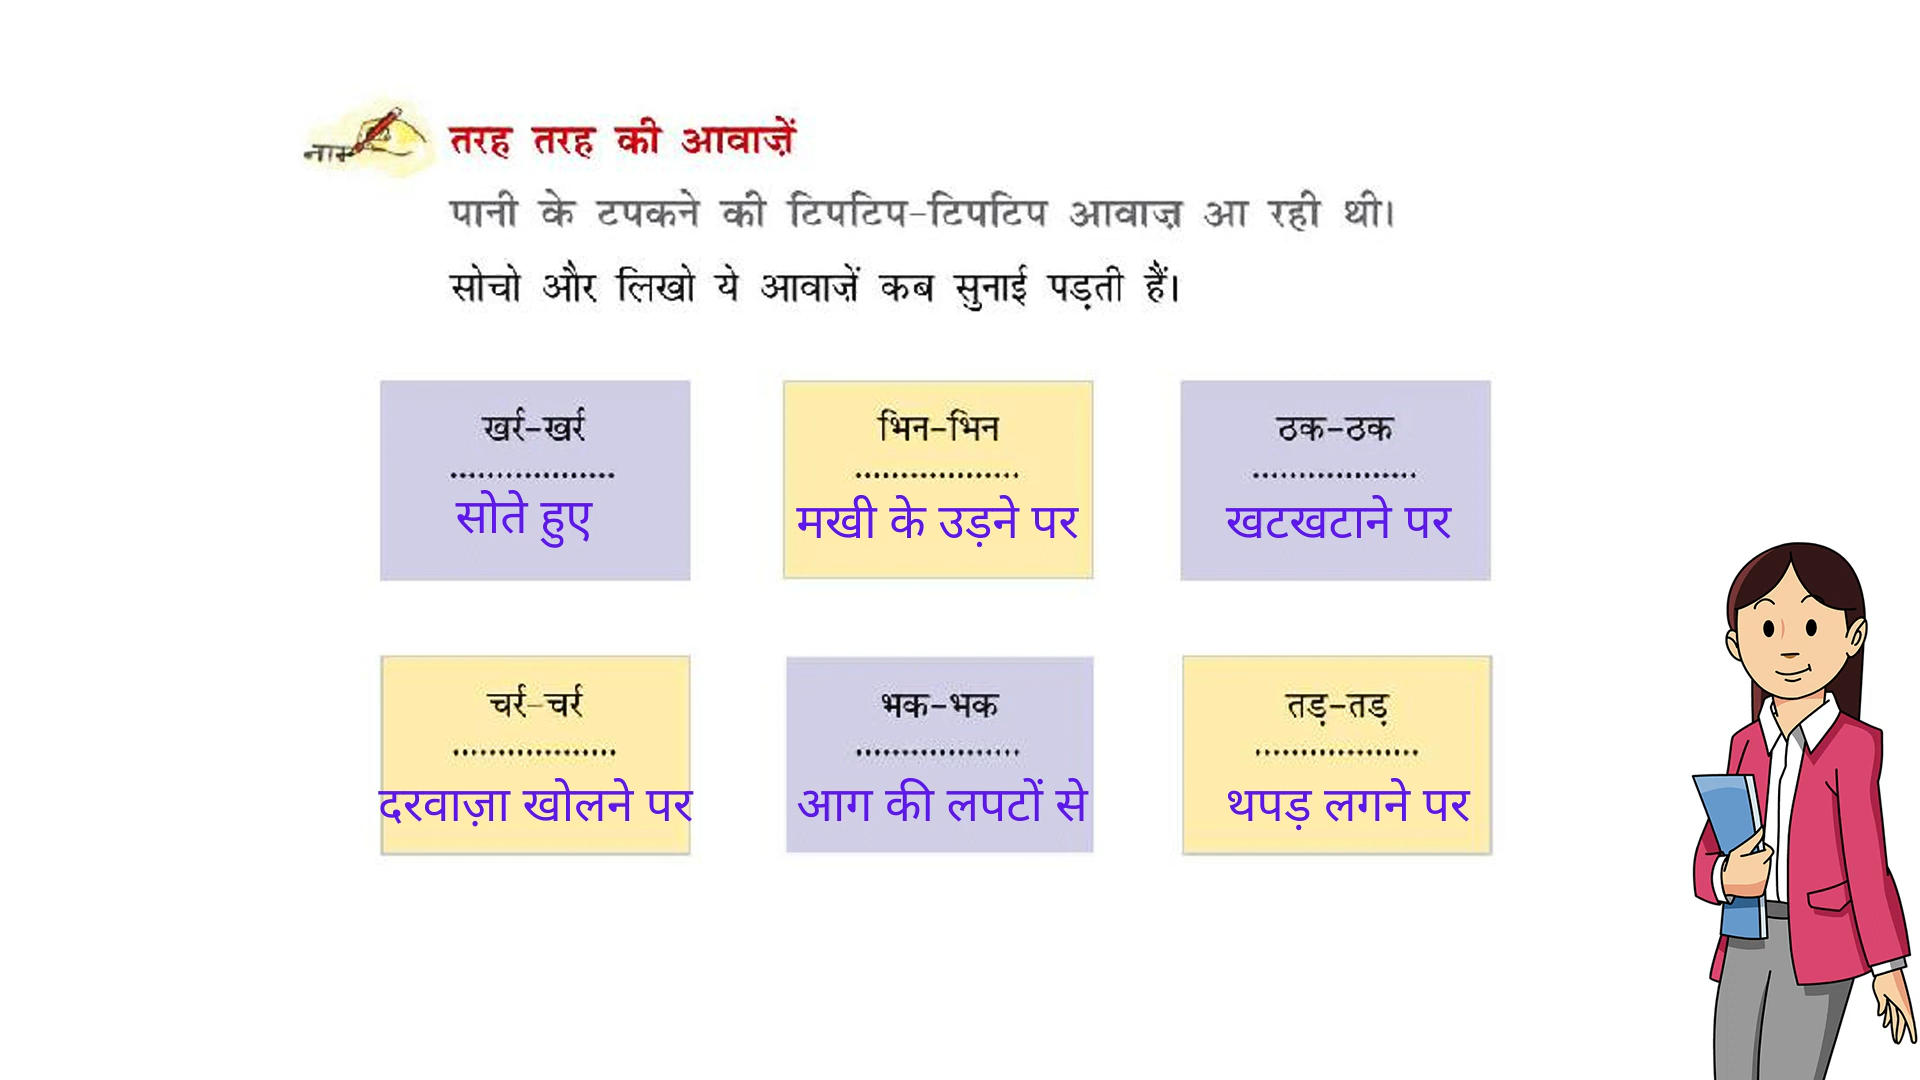 नाम
तरह तरह की आवाज़ें
पानी के टपकने की टिपटिप-टिपटिप आवाज़ आ रही थी।
सोचो और लिखो ये आवाज़ें कब सुनाई पड़ती हैं।
खर्र-खर्र
भिन-भिन
ठक-ठक
..................
..................
..................
सोते हुए
मखी के उड़ने पर
खटखटाने पर
चर्र-चर्र
भक-भक
तड़-तड़
..................
..................
..................
दरवाज़ा खोलने पर
आग की लपटों से
थपड़ लगने पर